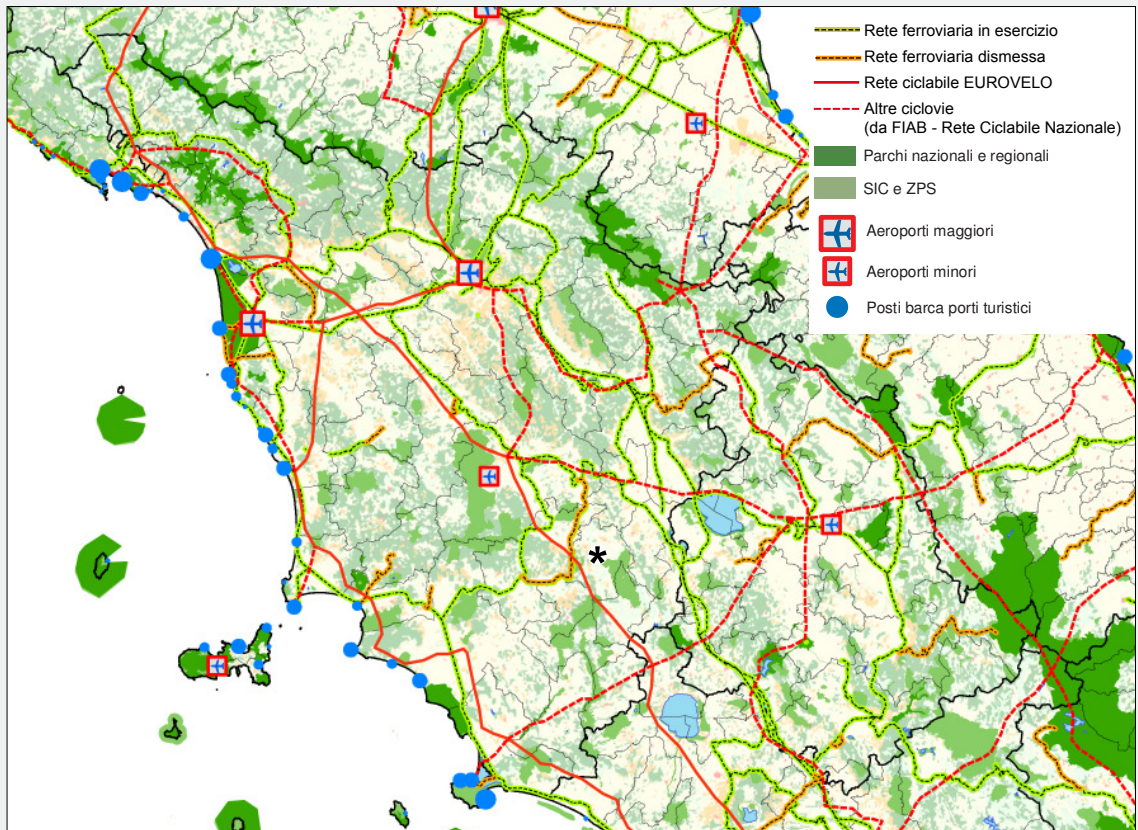 Rete ferroviaria in esercizio
Rete ferroviaria dismessa
Rete ciclabile EUROVELO
Altre ciclovie
(da FIAB - Rete Ciclabile Nazionale)
Parchi nazionali e regionali
SIC e ZPS
Aeroporti maggiori
Aeroporti minori
Posti barca porti turistici
*